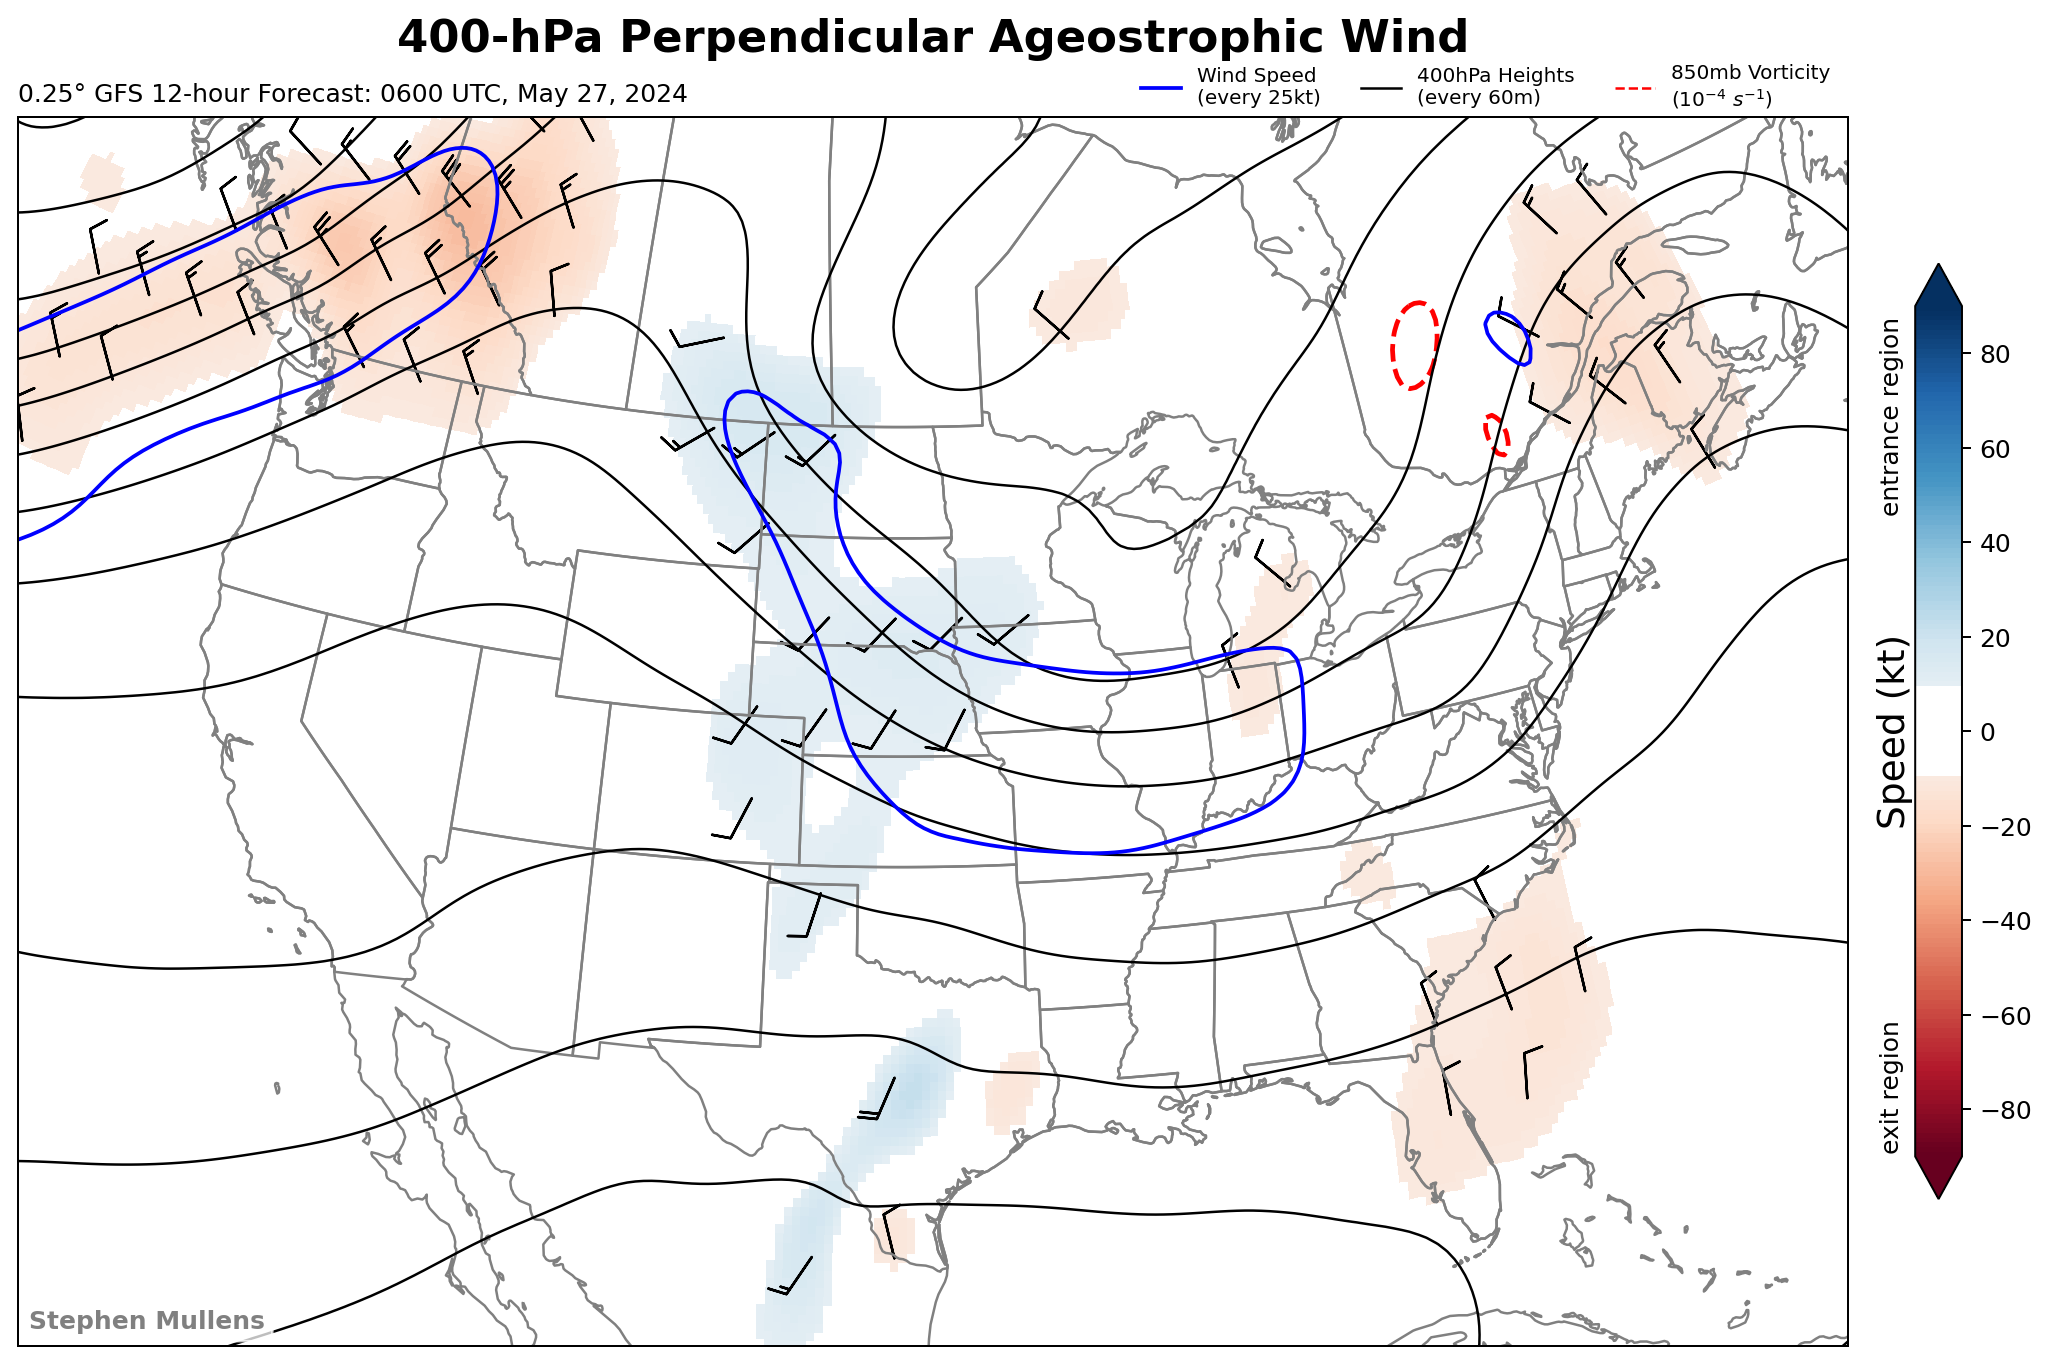 400-hPa Perpendicular Ageostrophic Wind
0.25° GFS 12-hour Forecast: 0600 UTC, May 27, 2024
Wind Speed
(every 25kt)
400hPa Heights
(every 60m)
850mb Vorticity
(10⁻⁴ s⁻¹)
entrance region
exit region
Speed (kt)
80
60
40
20
0
−20
−40
−60
−80
Stephen Mullens